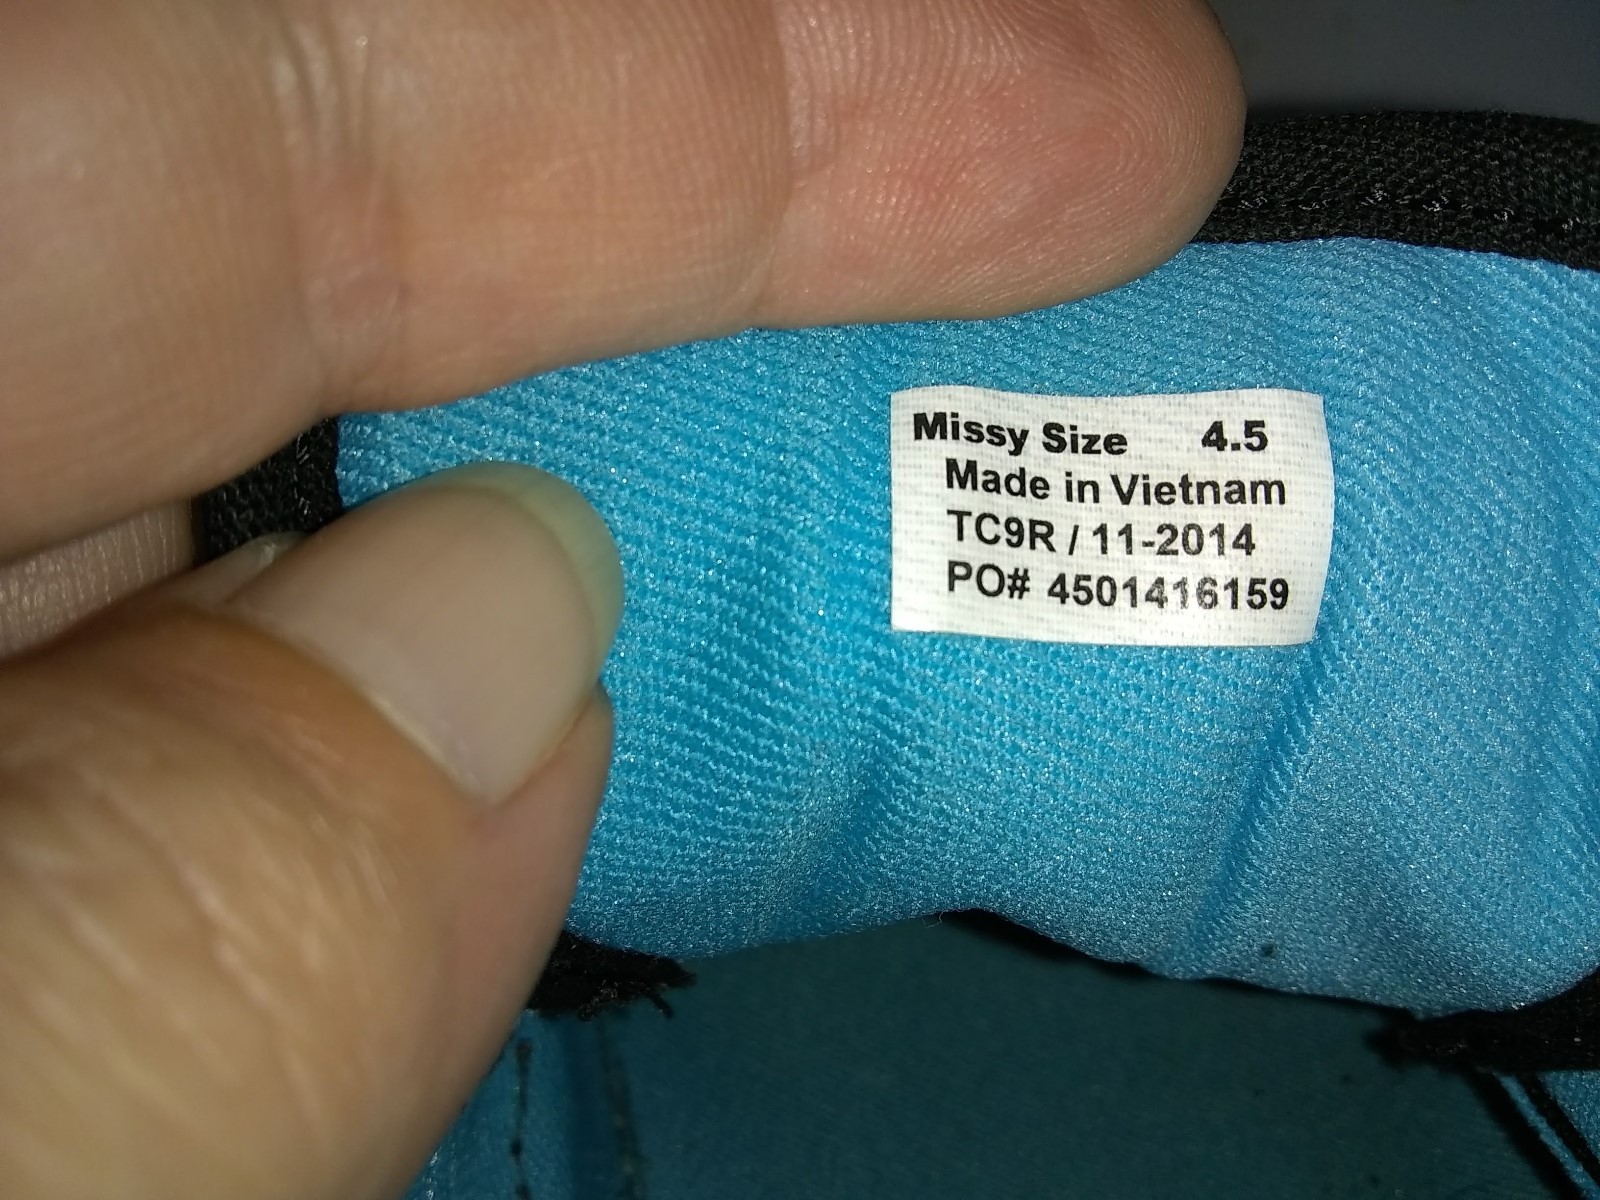 Missy Size 4.5
Made in Vietnam
TC9R / 11-2014
PO# 4501416159